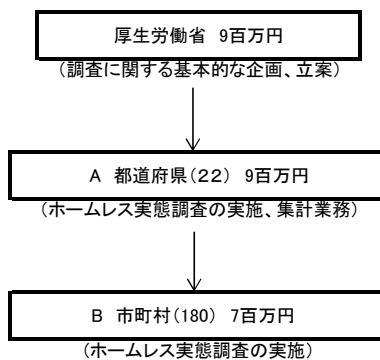 厚生労働省 9百万円
（調査に関する基本的な企画、立案）
A 都道府県（２２） 9百万円
（ホームレス実態調査の実施、集計業務）
B 市町村（180） 7百万円
（ホームレス実態調査の実施）